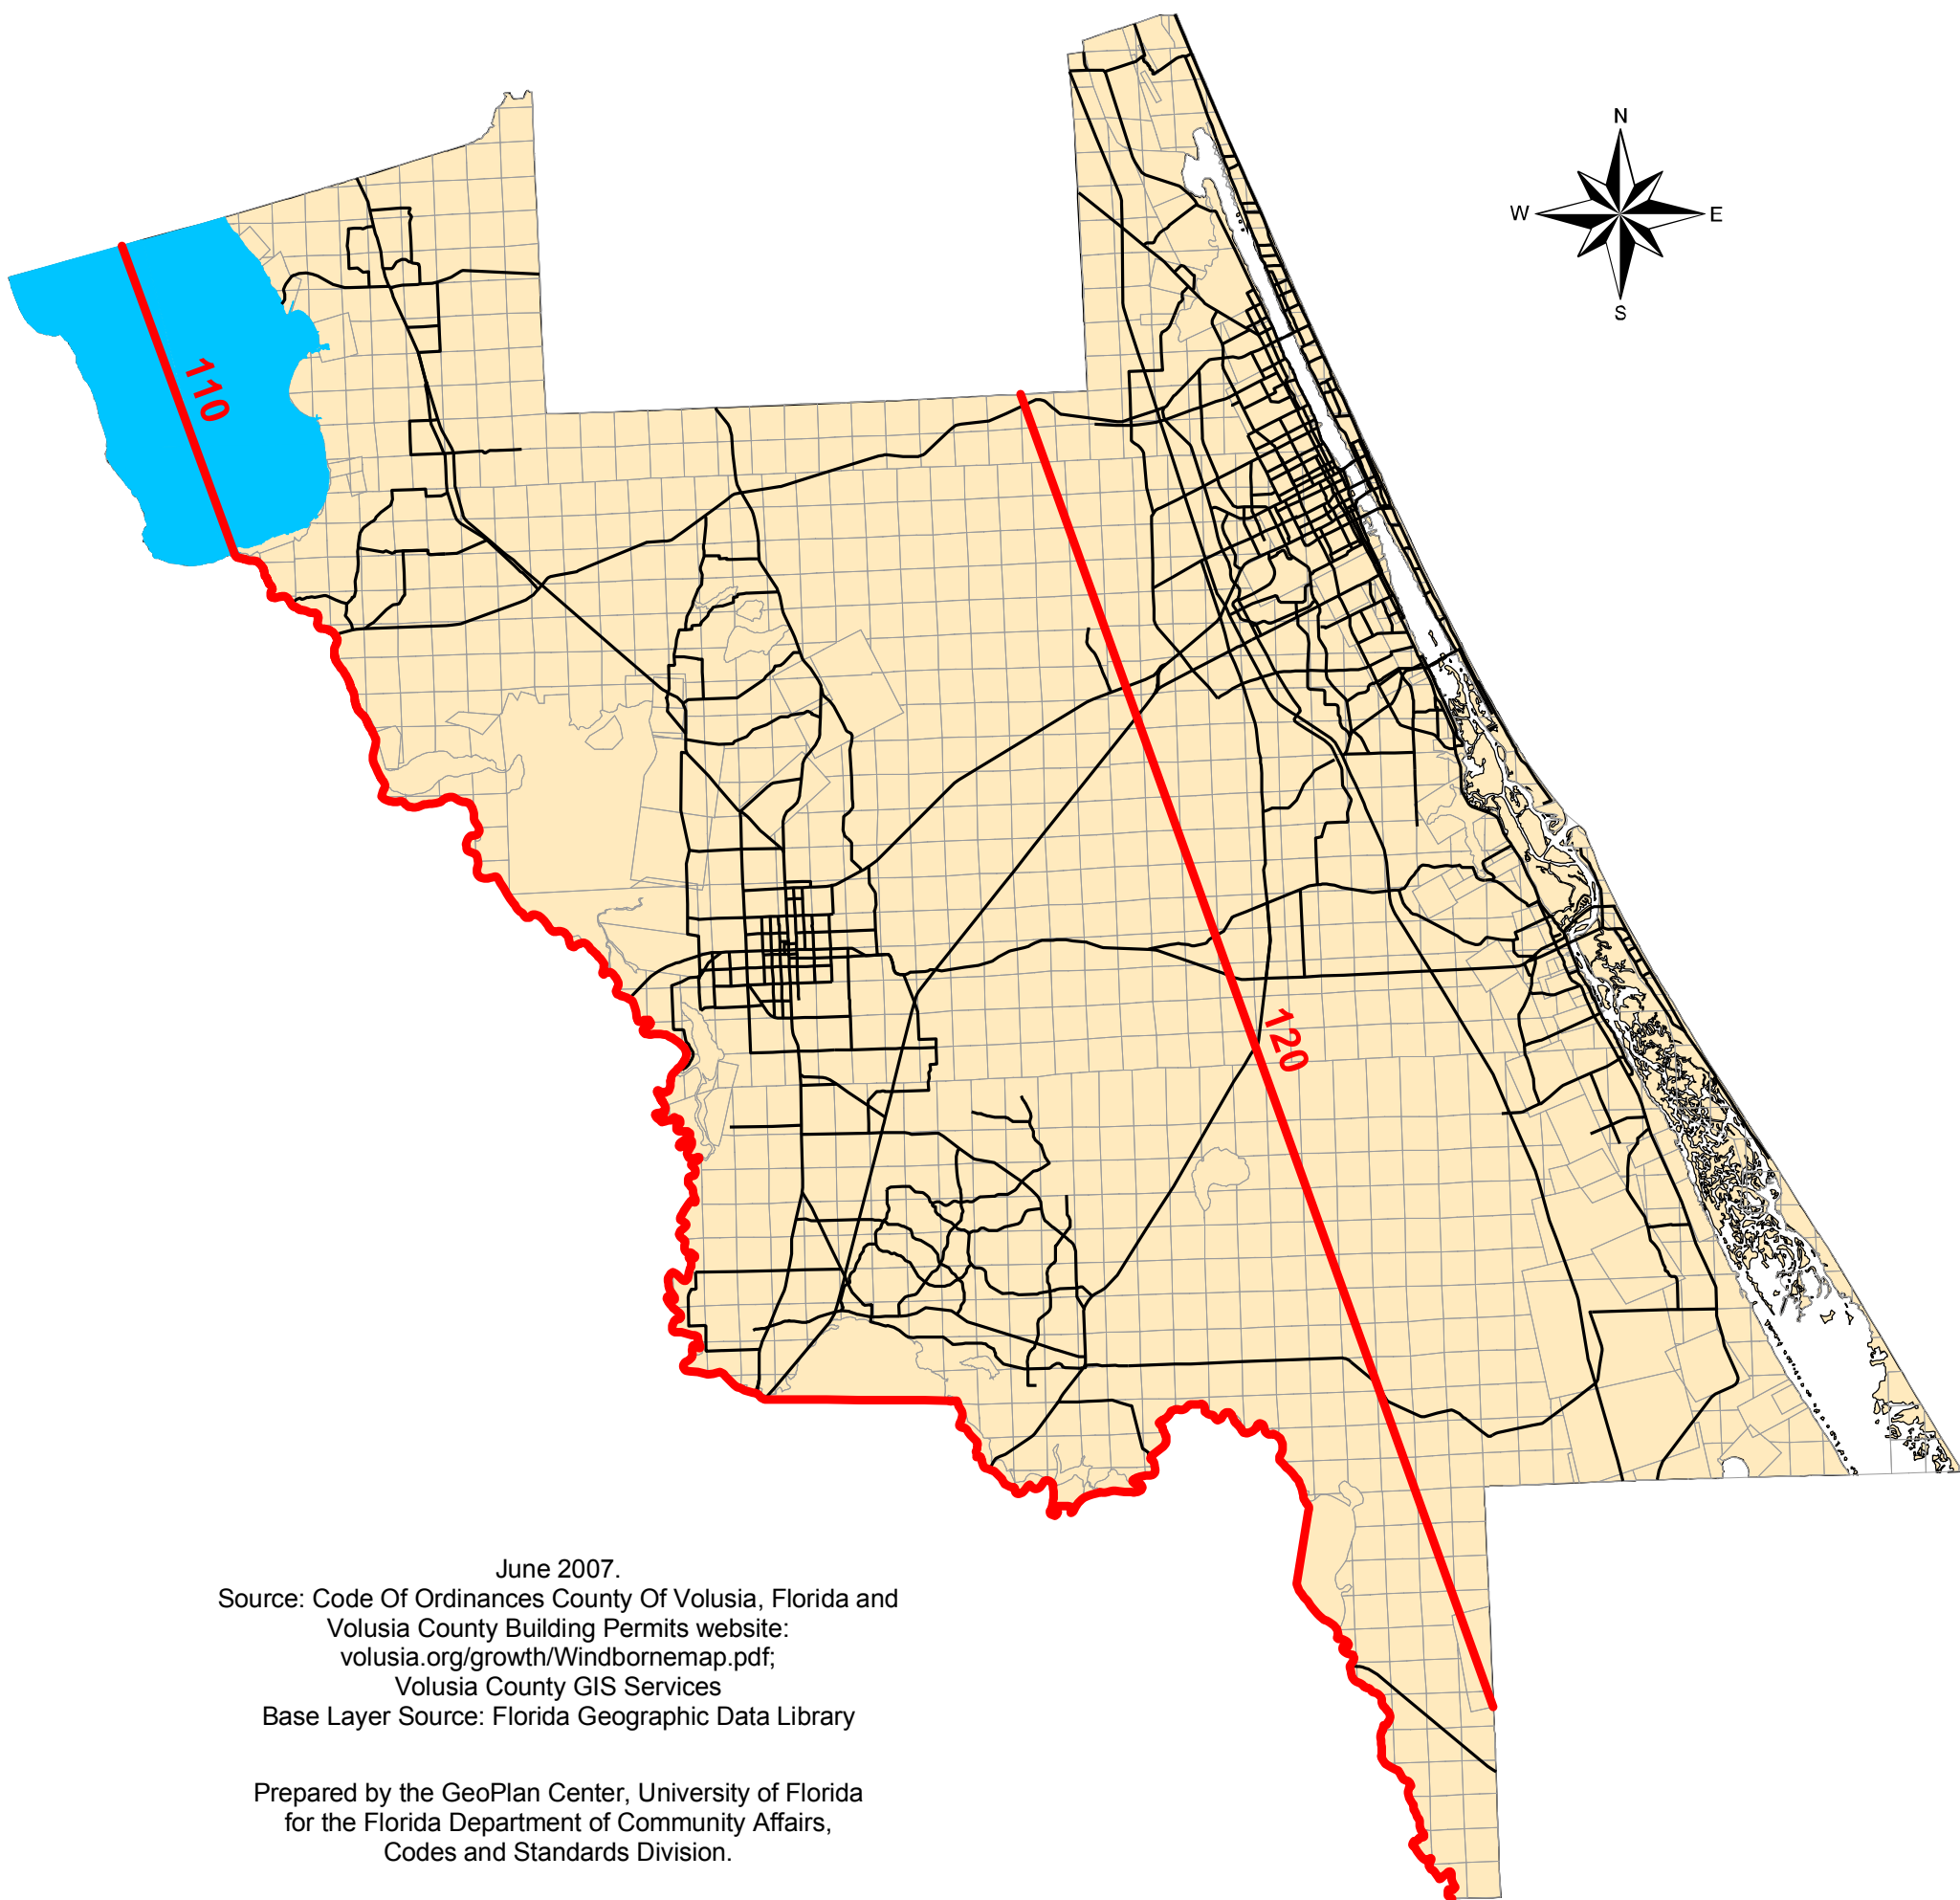 N
W
E
S
110
120
June 2007.
Source: Code Of Ordinances County Of Volusia, Florida and
Volusia County Building Permits website:
volusia.org/growth/Windbornemap.pdf;
Volusia County GIS Services
Base Layer Source: Florida Geographic Data Library
Prepared by the GeoPlan Center, University of Florida
for the Florida Department of Community Affairs,
Codes and Standards Division.